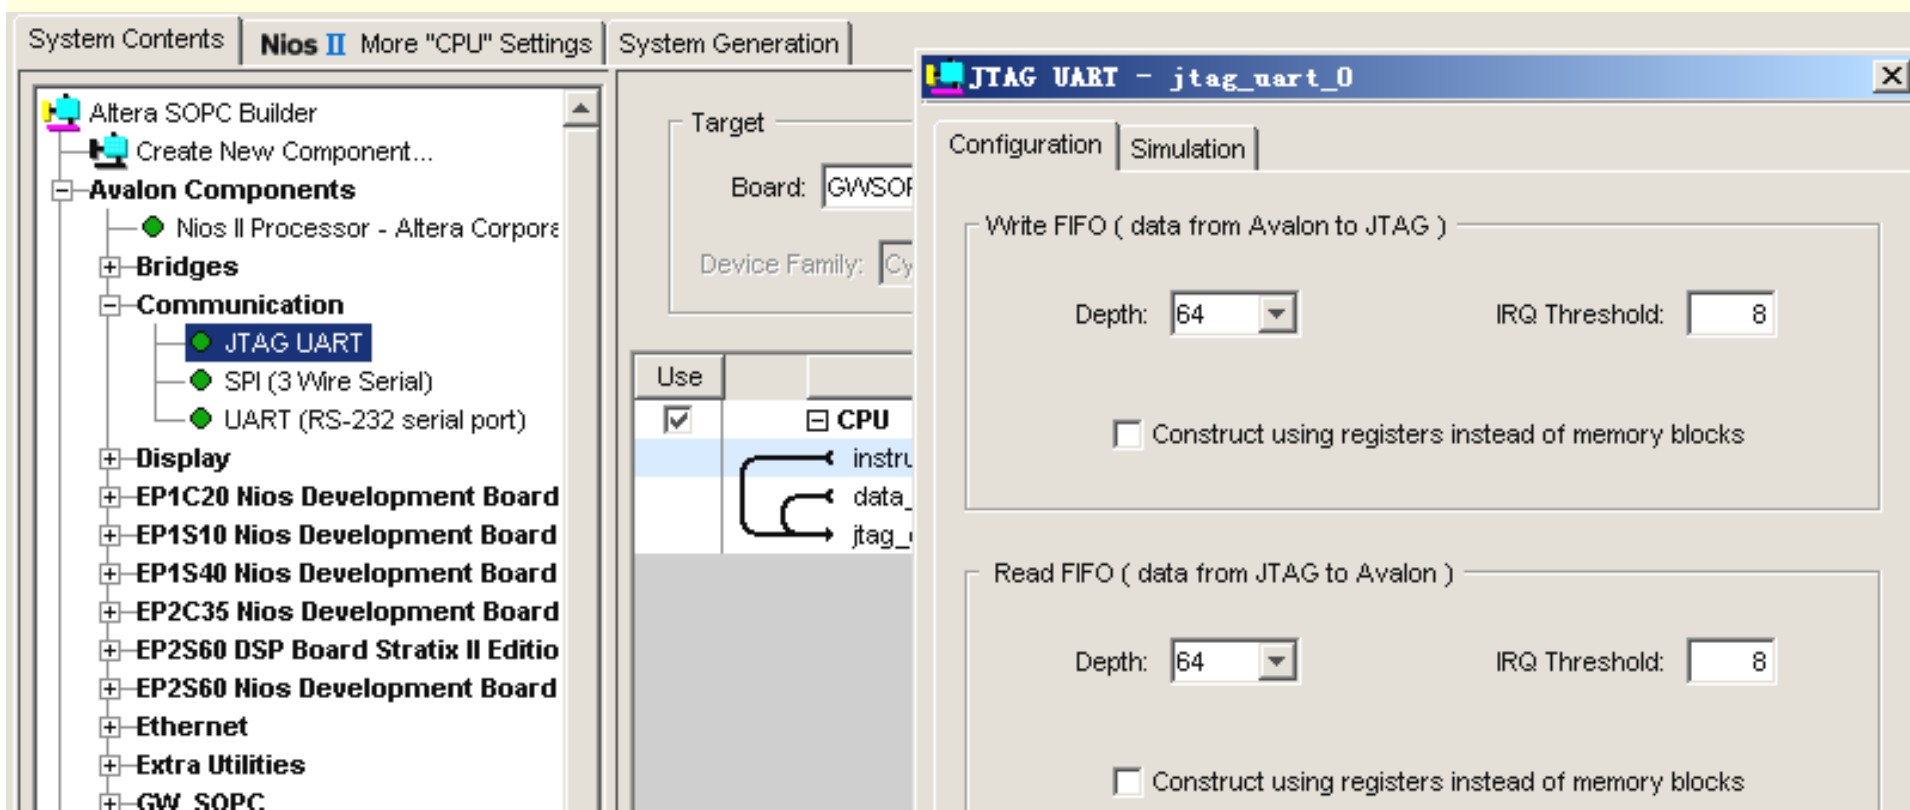 System Contents
Nios II More "CPU" Settings
System Generation
Altera SOPC Builder
Create New Component...
Avalon Components
Nios II Processor - Altera Corpora
Bridges
Communication
JTAG UART
SPI (3 Wire Serial)
UART (RS-232 serial port)
Display
EP1C20 Nios Development Board
EP1S10 Nios Development Board
EP1S40 Nios Development Board
EP2C35 Nios Development Board
EP2S60 DSP Board Stratix II Editio
EP2S60 Nios Development Board
Ethernet
Extra Utilities
GW_SOPC
Target
Board: GWSOP
Device Family: Cy
Use
CPU
instru
data_
jtag_
JTAG UART - jtag_uart_0
Configuration
Simulation
Write FIFO ( data from Avalon to JTAG )
Depth: 64 IRQ Threshold: 8
Construct using registers instead of memory blocks
Read FIFO ( data from JTAG to Avalon )
Depth: 64 IRQ Threshold: 8
Construct using registers instead of memory blocks